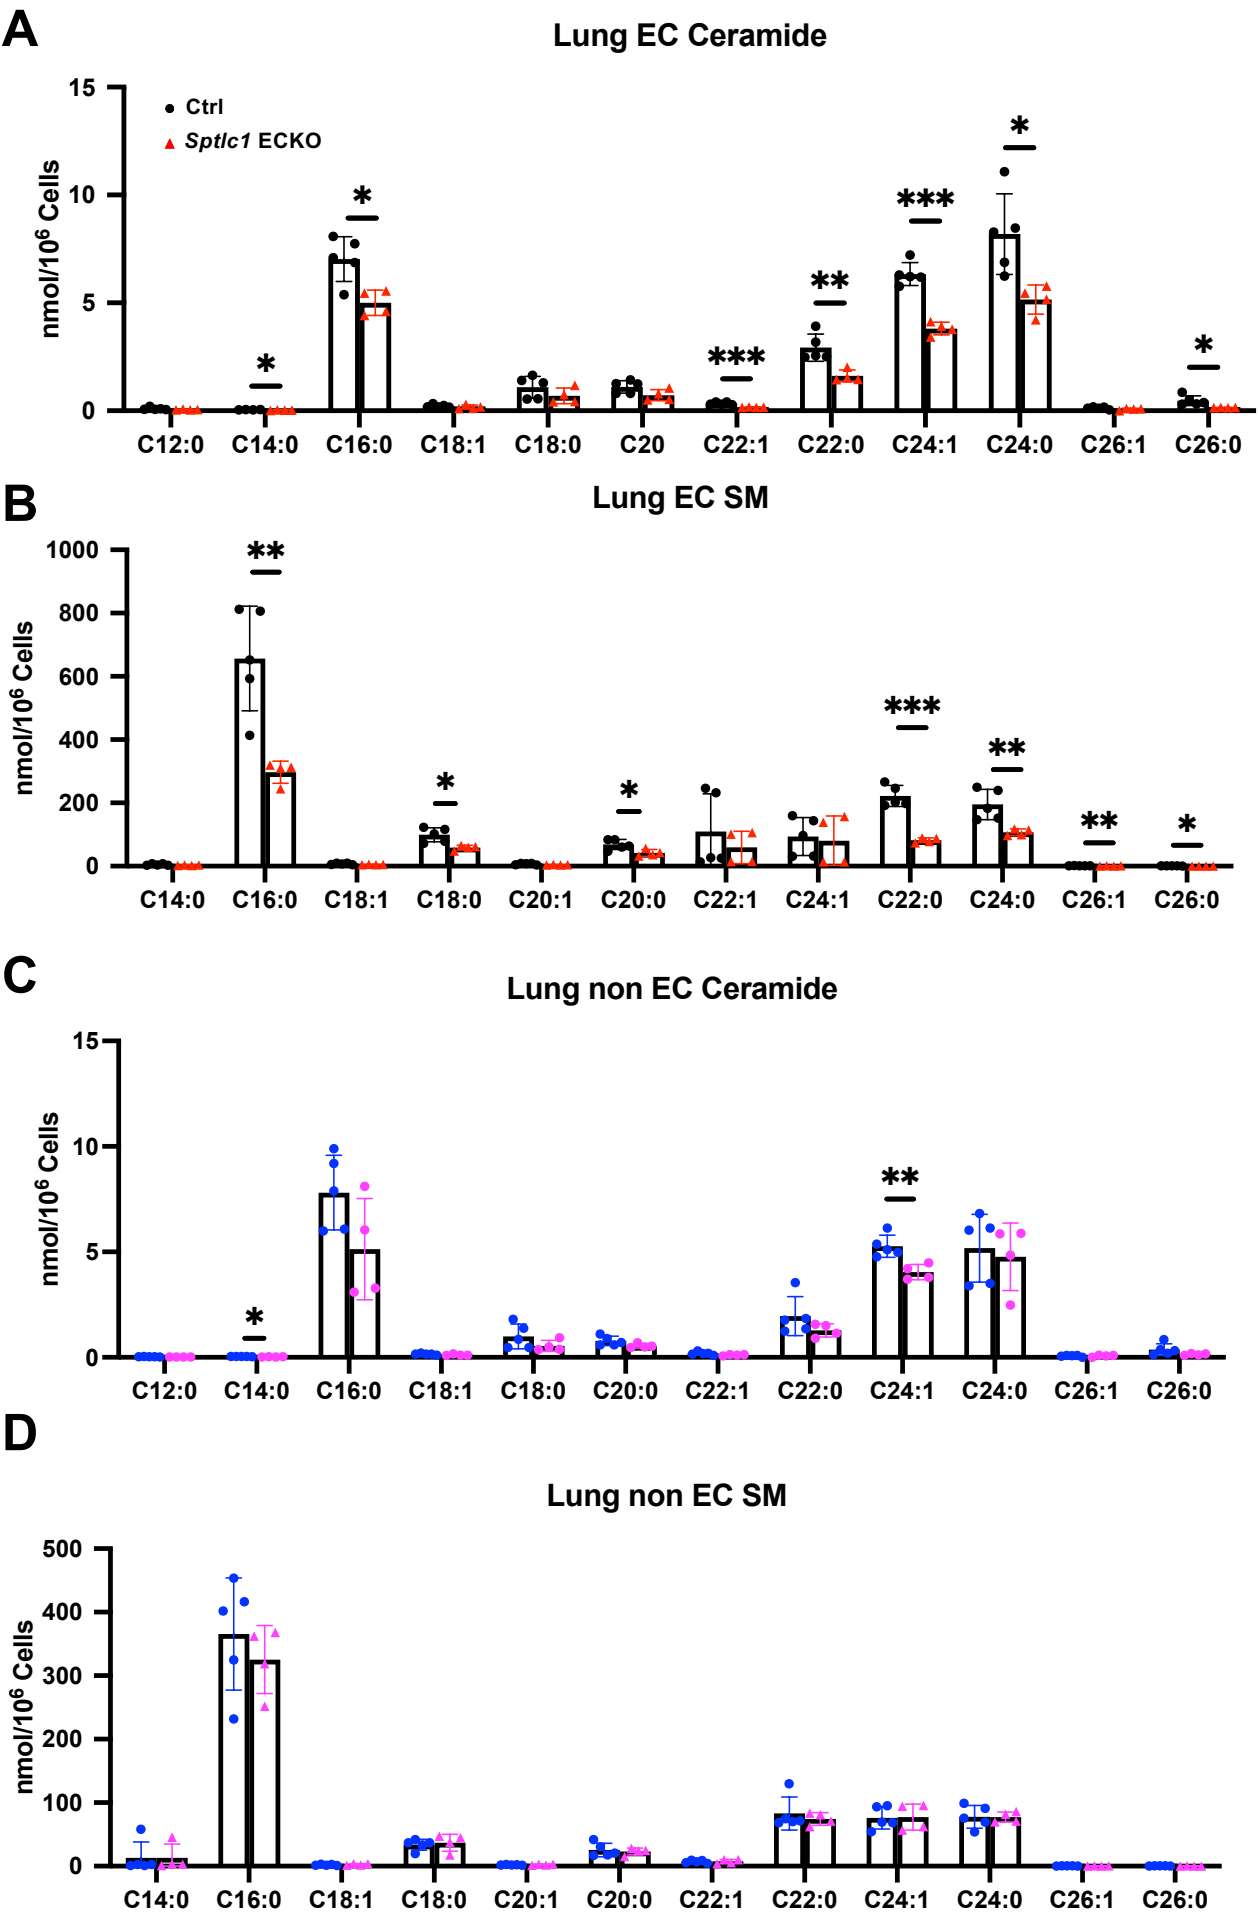 A
Lung EC Ceramide
nmol/10⁶ Cells
15
10
5
0
Ctrl
Sptlc1 ECKO
*
*
***
**
***
*
*
C12:0 C14:0 C16:0 C18:1 C18:0 C20 C22:1 C22:0 C24:1 C24:0 C26:1 C26:0
B
Lung EC SM
nmol/10⁶ Cells
1000
800
600
400
200
0
**
*
*
***
**
**
*
C14:0 C16:0 C18:1 C18:0 C20:1 C20:0 C22:1 C24:1 C22:0 C24:0 C26:1 C26:0
C
Lung non EC Ceramide
nmol/10⁶ Cells
15
10
5
0
*
**
C12:0 C14:0 C16:0 C18:1 C18:0 C20:0 C22:1 C22:0 C24:1 C24:0 C26:1 C26:0
D
Lung non EC SM
nmol/10⁶ Cells
500
400
300
200
100
0
C14:0 C16:0 C18:1 C18:0 C20:1 C20:0 C22:1 C22:0 C24:1 C24:0 C26:1 C26:0